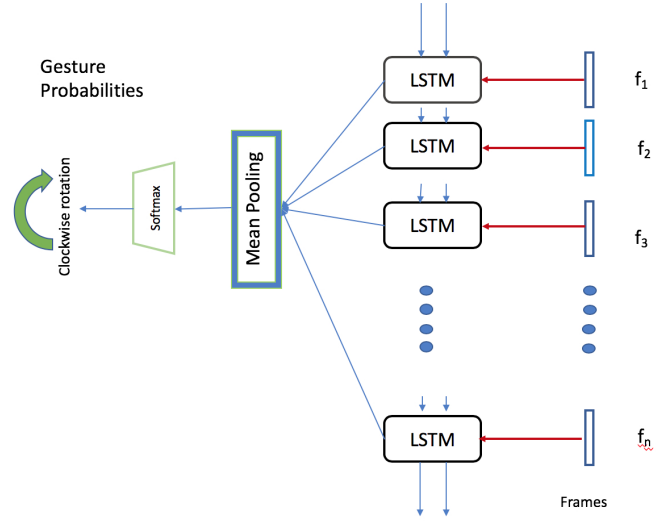 Gesture
Probabilities
LSTM
f1
LSTM
f2
LSTM
f3
Mean Pooling
Softmax
Clockwise rotation
LSTM
fn
Frames